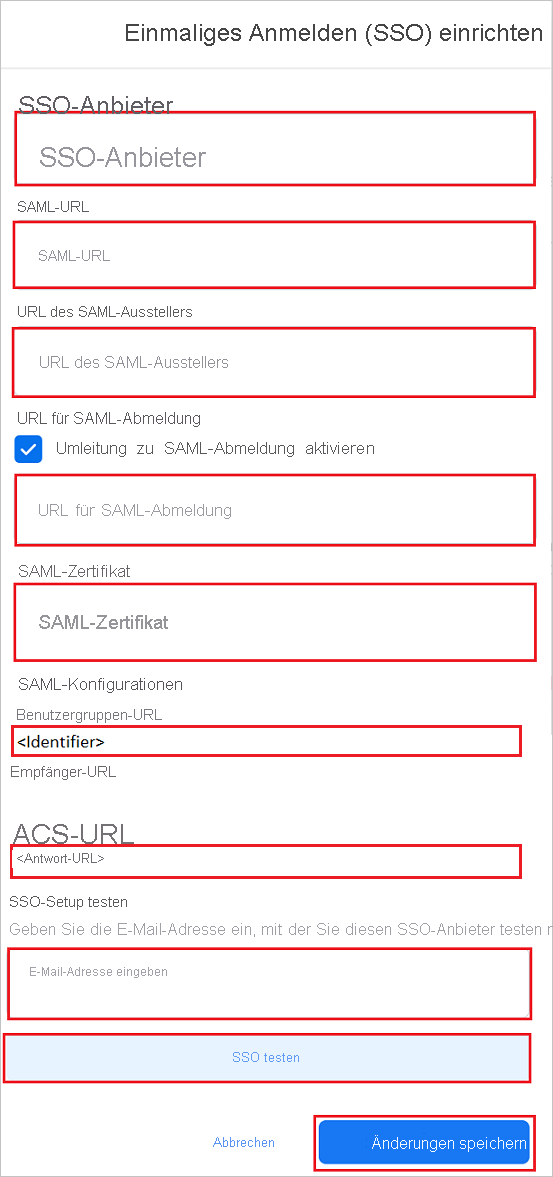 Einmaliges Anmelden (SSO) einrichten
SSO-Anbieter
SSO-Anbieter
SAML-URL
SAML-URL
URL des SAML-Ausstellers
URL des SAML-Ausstellers
URL für SAML-Abmeldung
Umleitung zu SAML-Abmeldung aktivieren
URL für SAML-Abmeldung
SAML-Zertifikat
SAML-Zertifikat
SAML-Konfigurationen
Benutzergruppen-URL
<Identifier>
Empfänger-URL
ACS-URL
<Antwort-URL>
SSO-Setup testen
Geben Sie die E-Mail-Adresse ein, mit der Sie diesen SSO-Anbieter testen
E-Mail-Adresse eingeben
SSO testen
Abbrechen
Änderungen speichern